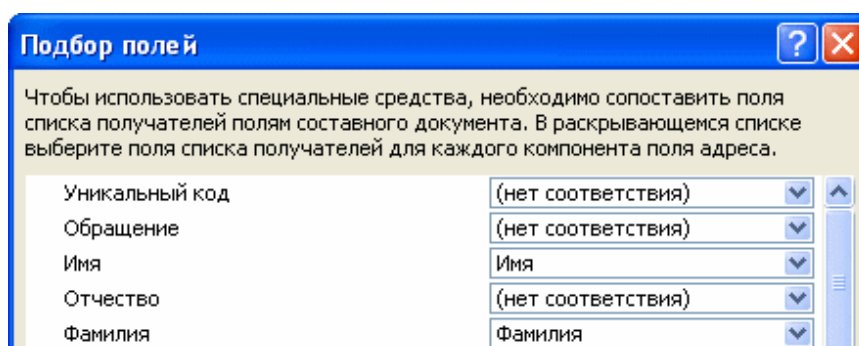 Подбор полей
Чтобы использовать специальные средства, необходимо сопоставить поля
списка получателей полям составного документа. В раскрывающемся списке
выберите поля списка получателей для каждого компонента поля адреса.
Уникальный код (нет соответствия)
Обращение (нет соответствия)
Имя Имя
Отчество (нет соответствия)
Фамилия Фамилия